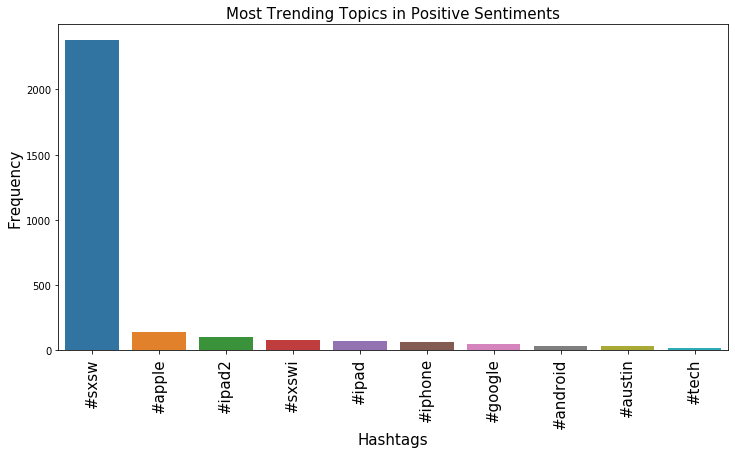 Most Trending Topics in Positive Sentiments
Frequency
2000
1500
1000
500
0
#sxsw
#apple
#ipad2
#sxswi
#ipad
#iphone
#google
#android
#austin
#tech
Hashtags